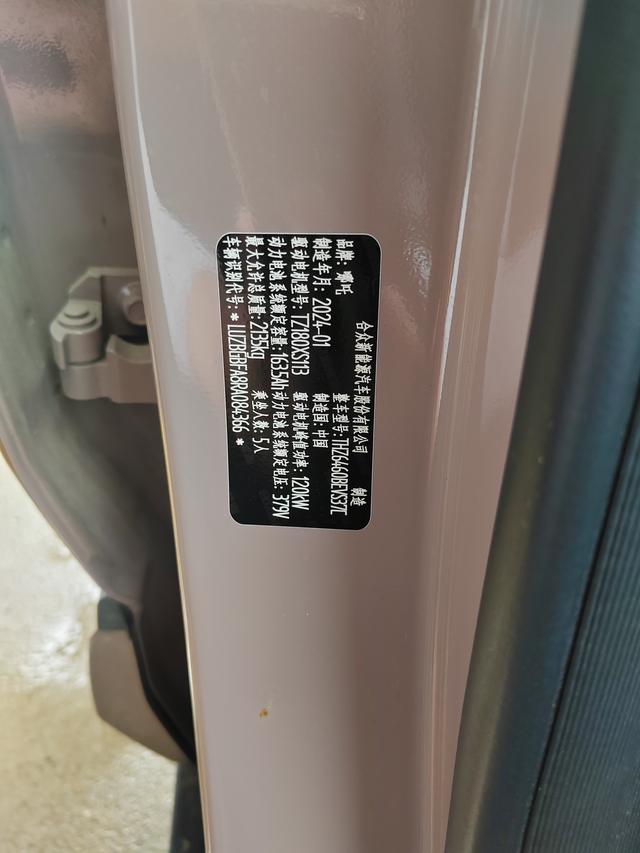 合众新能源汽车股份有限公司 制造
品牌：哪吒 整车型号：THZ6460BEVS37L
制造年月：2024-01 制造国：中国
驱动电机型号：TZ180XSY13 驱动电机峰值功率：120kW
动力电池系统额定容量：163.5Ah 动力电池系统额定电压：379V
最大允许总质量：2135kg 乘坐人数：5人
车辆识别代号：*LUZBGBFA8RA084366*